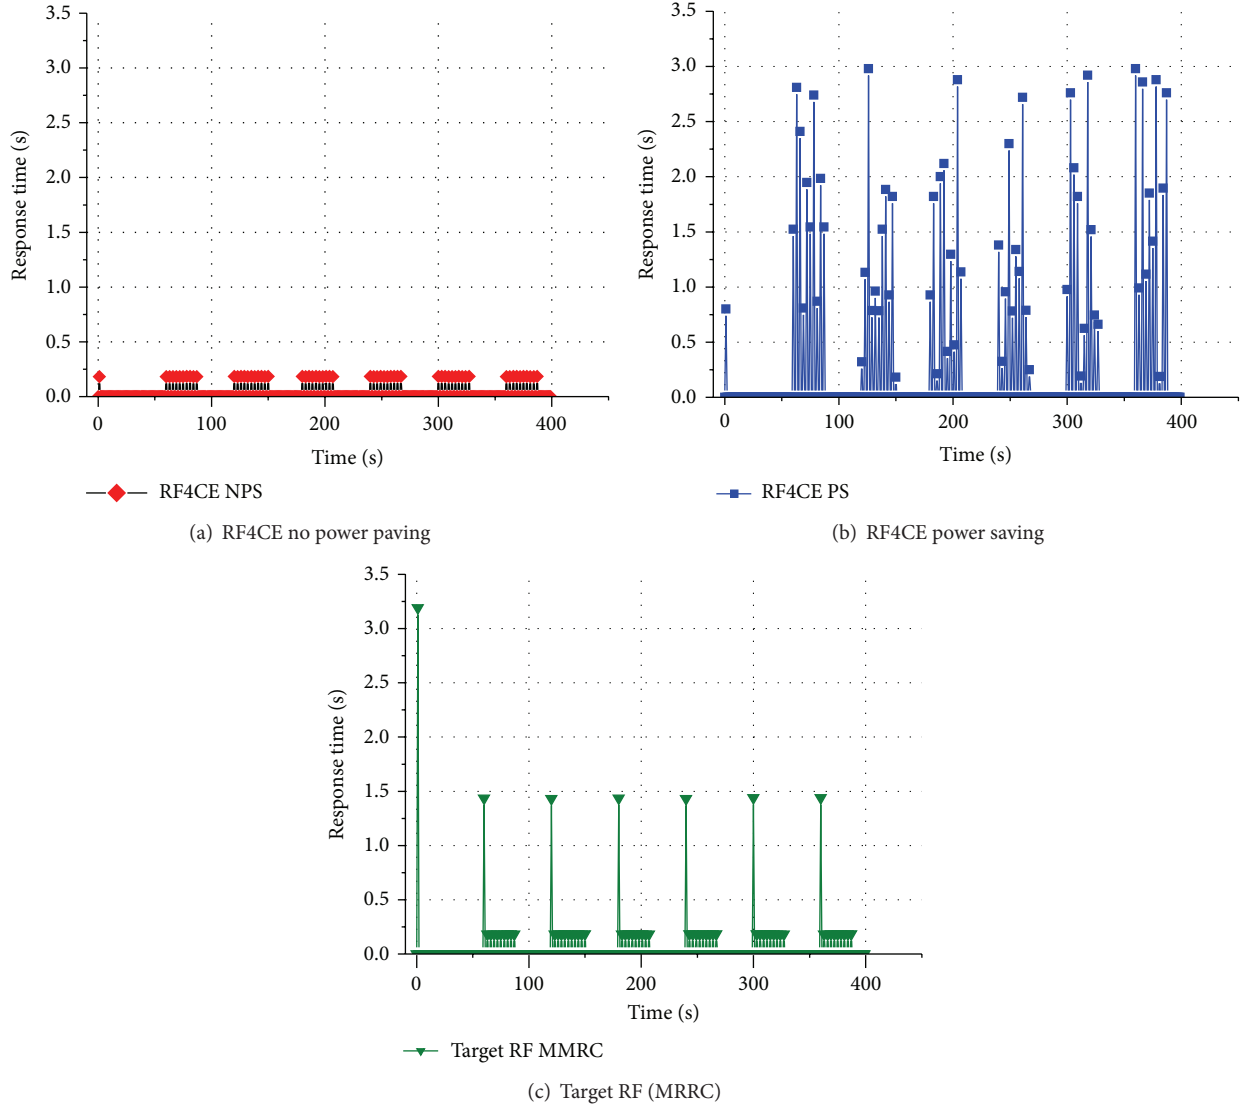 3.5
3.0
2.5
2.0
1.5
1.0
0.5
0.0
Response time (s)
0 100 200 300 400
Time (s)
RF4CE NPS
(a) RF4CE no power paving
3.5
3.0
2.5
2.0
1.5
1.0
0.5
0.0
Response time (s)
0 100 200 300 400
Time (s)
RF4CE PS
(b) RF4CE power saving
3.5
3.0
2.5
2.0
1.5
1.0
0.5
0.0
Response time (s)
0 100 200 300 400
Time (s)
Target RF MMRC
(c) Target RF (MRRC)